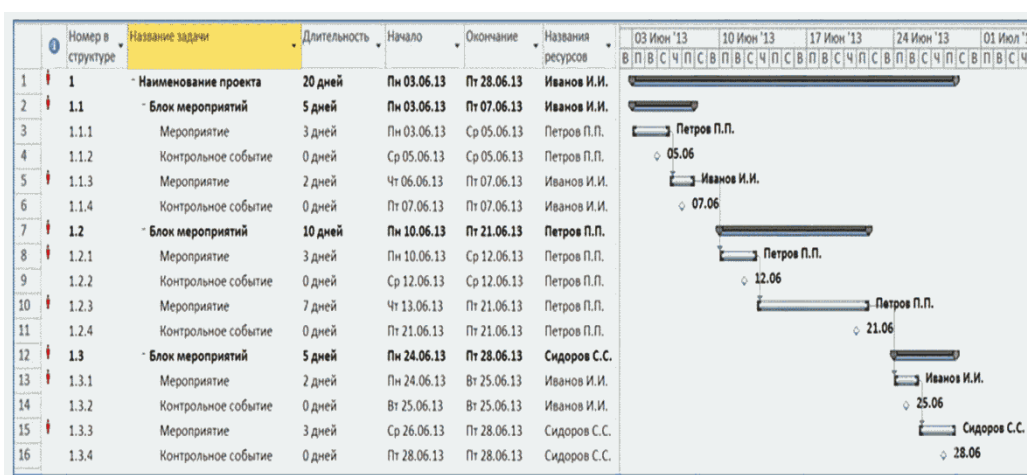 Номер в структуре Название задачи Длительность Начало Окончание Названия ресурсов 03 Июн '13 10 Июн '13 17 Июн '13 24 Июн '13 01 Июл '1
В П В С Ч П С В П В С Ч П С В П В С Ч П С В П В С Ч П С В П В С Ч
1 1 - Наименование проекта 20 дней Пн 03.06.13 Пт 28.06.13 Иванов И.И.
2 1.1 - Блок мероприятий 5 дней Пн 03.06.13 Пт 07.06.13 Иванов И.И.
3 1.1.1 Мероприятие 3 дней Пн 03.06.13 Ср 05.06.13 Петров П.П. Петров П.П.
4 1.1.2 Контрольное событие 0 дней Ср 05.06.13 Ср 05.06.13 Петров П.П. 05.06
5 1.1.3 Мероприятие 2 дней Чт 06.06.13 Пт 07.06.13 Иванов И.И. Иванов И.И.
6 1.1.4 Контрольное событие 0 дней Пт 07.06.13 Пт 07.06.13 Иванов И.И. 07.06
7 1.2 - Блок мероприятий 10 дней Пн 10.06.13 Пт 21.06.13 Петров П.П.
8 1.2.1 Мероприятие 3 дней Пн 10.06.13 Ср 12.06.13 Петров П.П. Петров П.П.
9 1.2.2 Контрольное событие 0 дней Ср 12.06.13 Ср 12.06.13 Петров П.П. 12.06
10 1.2.3 Мероприятие 7 дней Чт 13.06.13 Пт 21.06.13 Петров П.П. Петров П.П.
11 1.2.4 Контрольное событие 0 дней Пт 21.06.13 Пт 21.06.13 Петров П.П. 21.06
12 1.3 - Блок мероприятий 5 дней Пн 24.06.13 Пт 28.06.13 Сидоров С.С.
13 1.3.1 Мероприятие 2 дней Пн 24.06.13 Вт 25.06.13 Иванов И.И. Иванов И.И.
14 1.3.2 Контрольное событие 0 дней Вт 25.06.13 Вт 25.06.13 Иванов И.И. 25.06
15 1.3.3 Мероприятие 3 дней Ср 26.06.13 Пт 28.06.13 Сидоров С.С. Сидоров С.С.
16 1.3.4 Контрольное событие 0 дней Пт 28.06.13 Пт 28.06.13 Сидоров С.С. 28.06